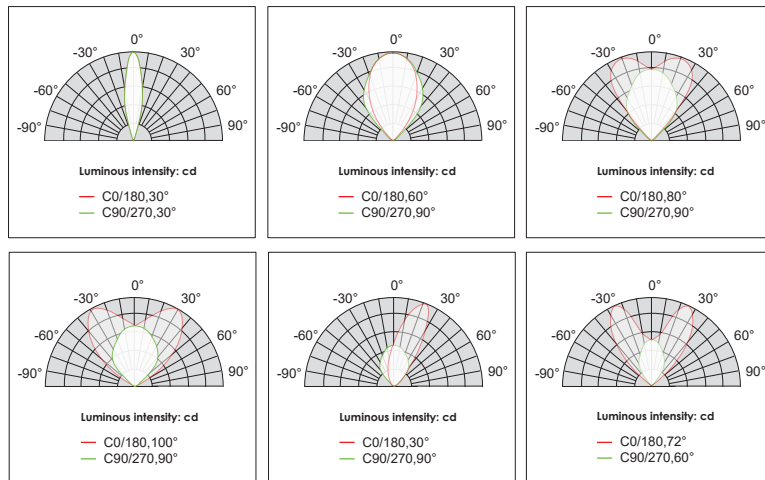 0°
-30° 30°
-60° 60°
-90° 90°
Luminous intensity: cd
C0/180,30°
C90/270,30°
0°
-30° 30°
-60° 60°
-90° 90°
Luminous intensity: cd
C0/180,60°
C90/270,90°
0°
-30° 30°
-60° 60°
-90° 90°
Luminous intensity: cd
C0/180,80°
C90/270,90°
0°
-30° 30°
-60° 60°
-90° 90°
Luminous intensity: cd
C0/180,100°
C90/270,90°
0°
-30° 30°
-60° 60°
-90° 90°
Luminous intensity: cd
C0/180,30°
C90/270,90°
0°
-30° 30°
-60° 60°
-90° 90°
Luminous intensity: cd
C0/180,72°
C90/270,60°